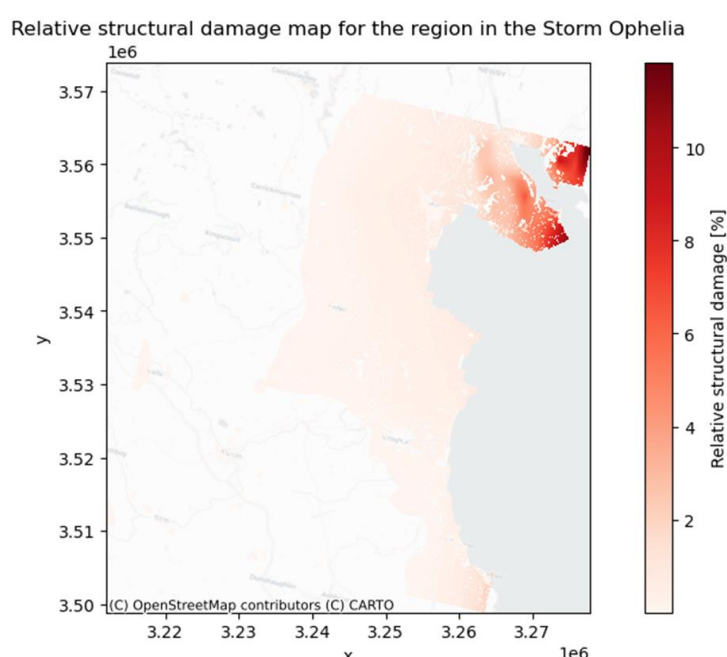 Relative structural damage map for the region in the Storm Ophelia
1e6
3.57
3.56
3.55
3.54
3.53
3.52
3.51
3.50
y
(C) OpenStreetMap contributors (C) CARTO
3.22
3.23
3.24
3.25
3.26
3.27
x
1e6
10
8
6
4
2
Relative structural damage [%]